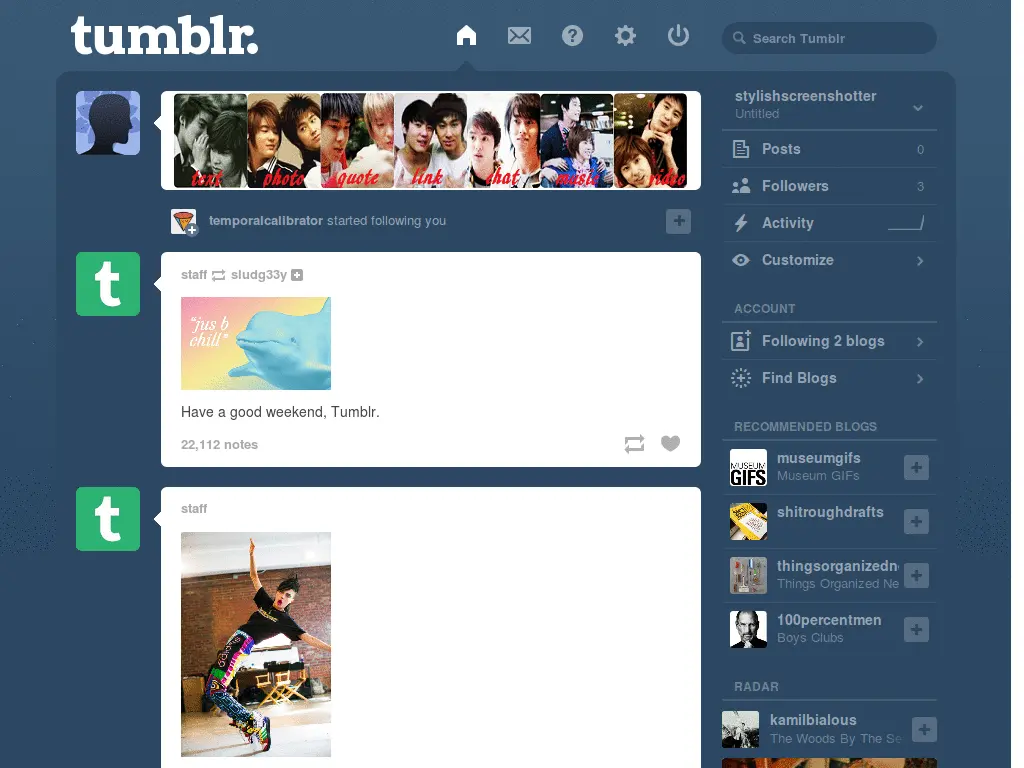 tumblr.
Search Tumblr
text photo quote link chat music video
temporalcalibrator started following you
t
staff sludg33y
"jus b
chill"
Have a good weekend, Tumblr.
22,112 notes
t
staff
stylishscreenshotter
Untitled
Posts 0
Followers 3
Activity
Customize
ACCOUNT
Following 2 blogs
Find Blogs
RECOMMENDED BLOGS
MUSEUM
GIFS
museumgifs
Museum GIFs
shitroughdrafts
thingsorganizedn
Things Organized Ne
100percentmen
Boys Clubs
RADAR
kamilbialous
The Woods By The Se